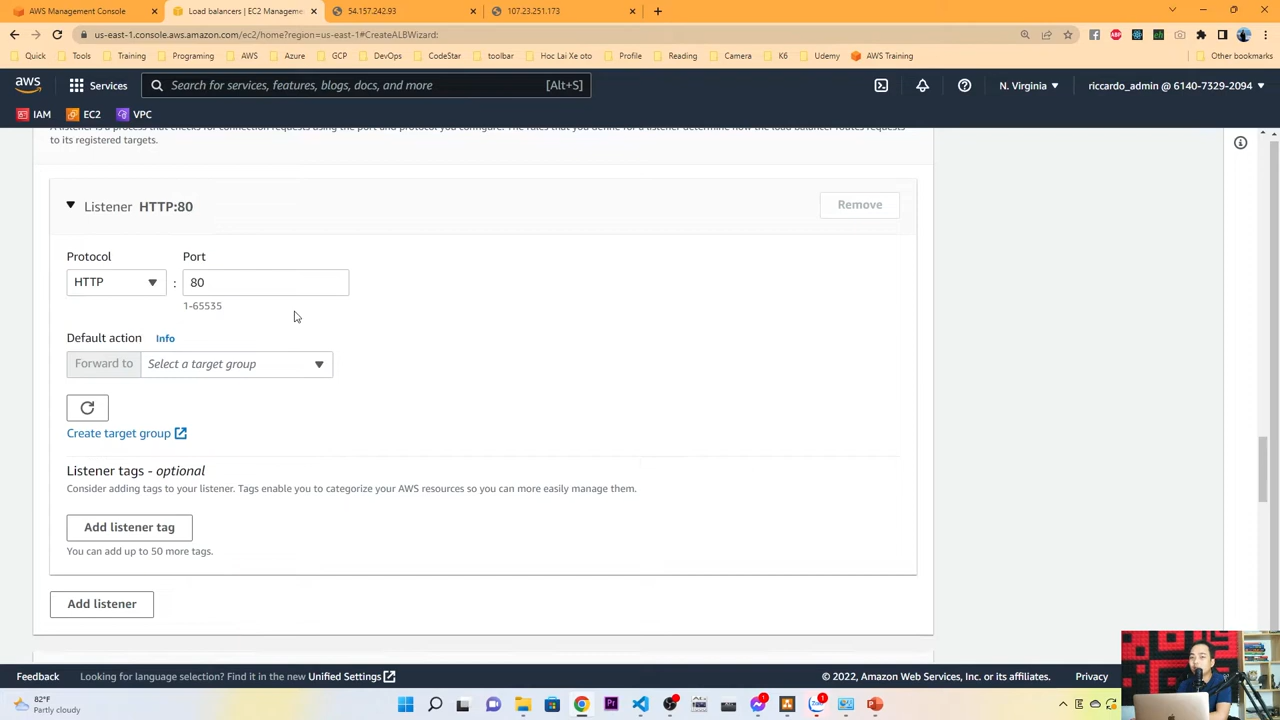 AWS Management Console
Load balancers | EC2 Manageme
54.157.242.93
107.23.251.173
us-east-1.console.aws.amazon.com/ec2/home?region=us-east-1#CreateALBWizard:
Quick
Tools
Training
Programing
AWS
Azure
GCP
DevOps
CodeStar
toolbar
Hoc Lai Xe oto
Profile
Reading
Camera
K6
Udemy
AWS Training
Other bookmarks
aws
Services
Search for services, features, blogs, docs, and more
[Alt+S]
N. Virginia
riccardo_admin @ 6140-7329-2094
IAM
EC2
VPC
A listener is a process that checks for connection requests using the port and protocol you configure. The rules that you define for a listener determine how the load balancer routes requests
to its registered targets.
Listener HTTP:80
Remove
Protocol
Port
HTTP
:
80
1-65535
Default action
Info
Forward to
Select a target group
Create target group
Listener tags - optional
Consider adding tags to your listener. Tags enable you to categorize your AWS resources so you can more easily manage them.
Add listener tag
You can add up to 50 more tags.
Add listener
Feedback
Looking for language selection? Find it in the new Unified Settings
© 2022, Amazon Web Services, Inc. or its affiliates.
Privacy
82°F
Partly cloudy